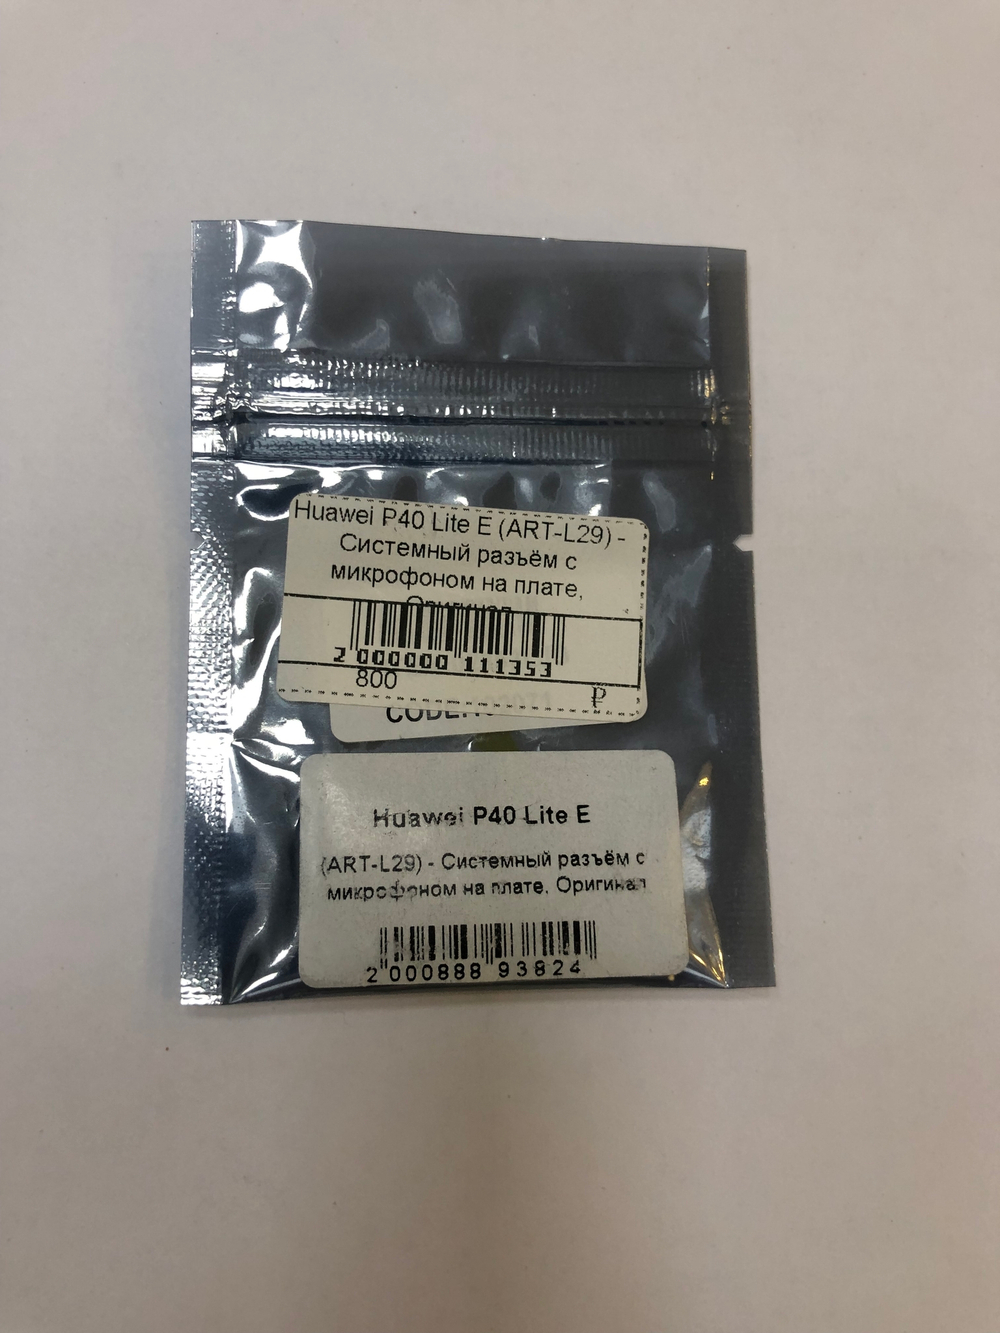 Huawei P40 Lite E (ART-L29) -
Системный разъём с
микрофоном на плате,
Оригинал
2 000000 111353
800 ₽
Huawei P40 Lite E
(ART-L29) - Системный разъём с
микрофоном на плате, Оригинал
2 000888 93824